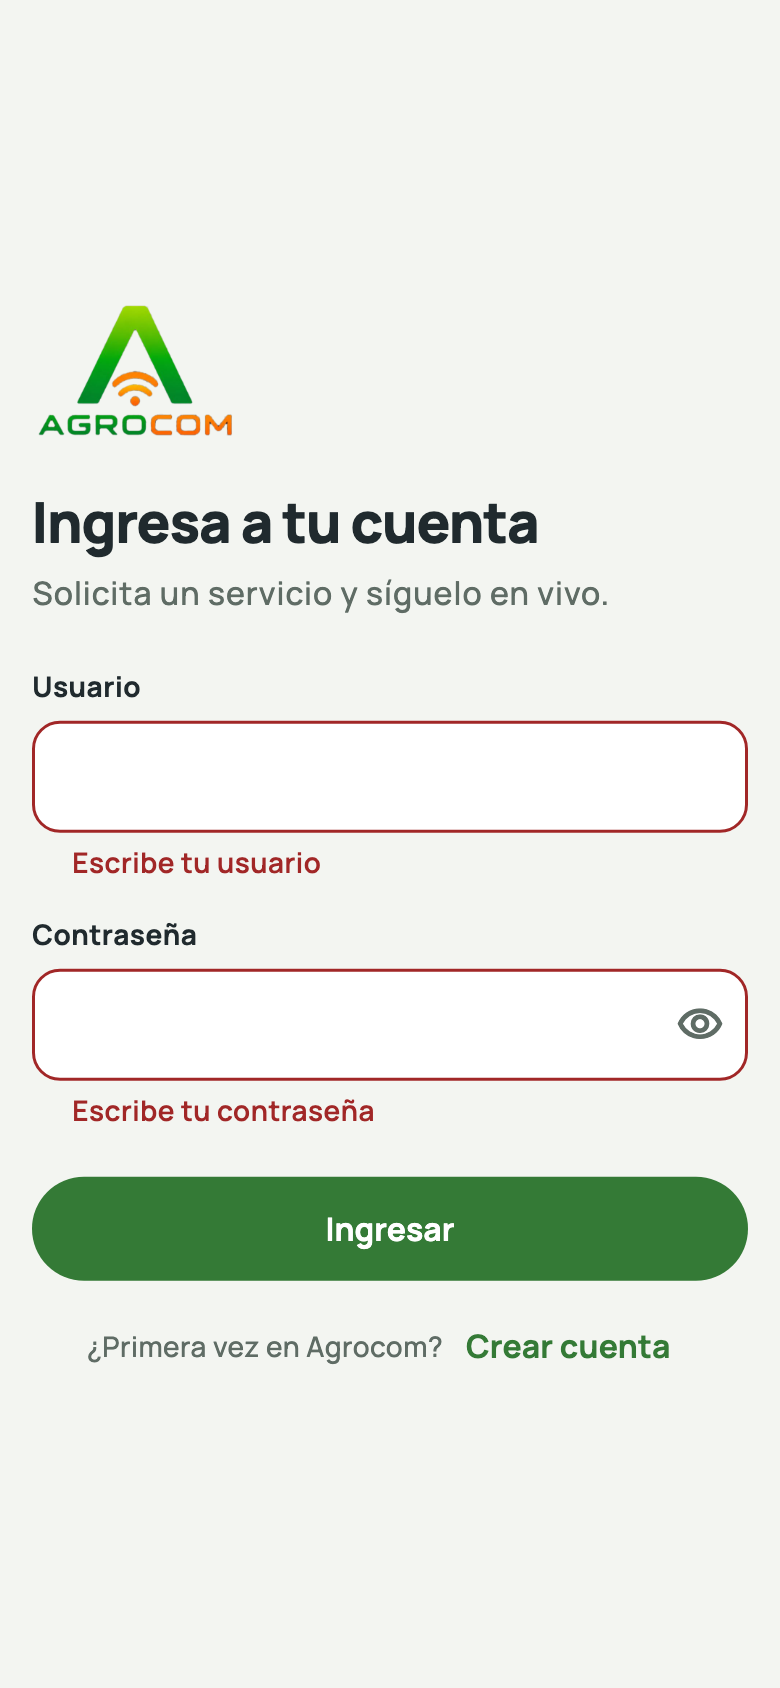 AGROCOM
Ingresa a tu cuenta
Solicita un servicio y síguelo en vivo.
Usuario
Escribe tu usuario
Contraseña
Escribe tu contraseña
Ingresar
¿Primera vez en Agrocom? Crear cuenta